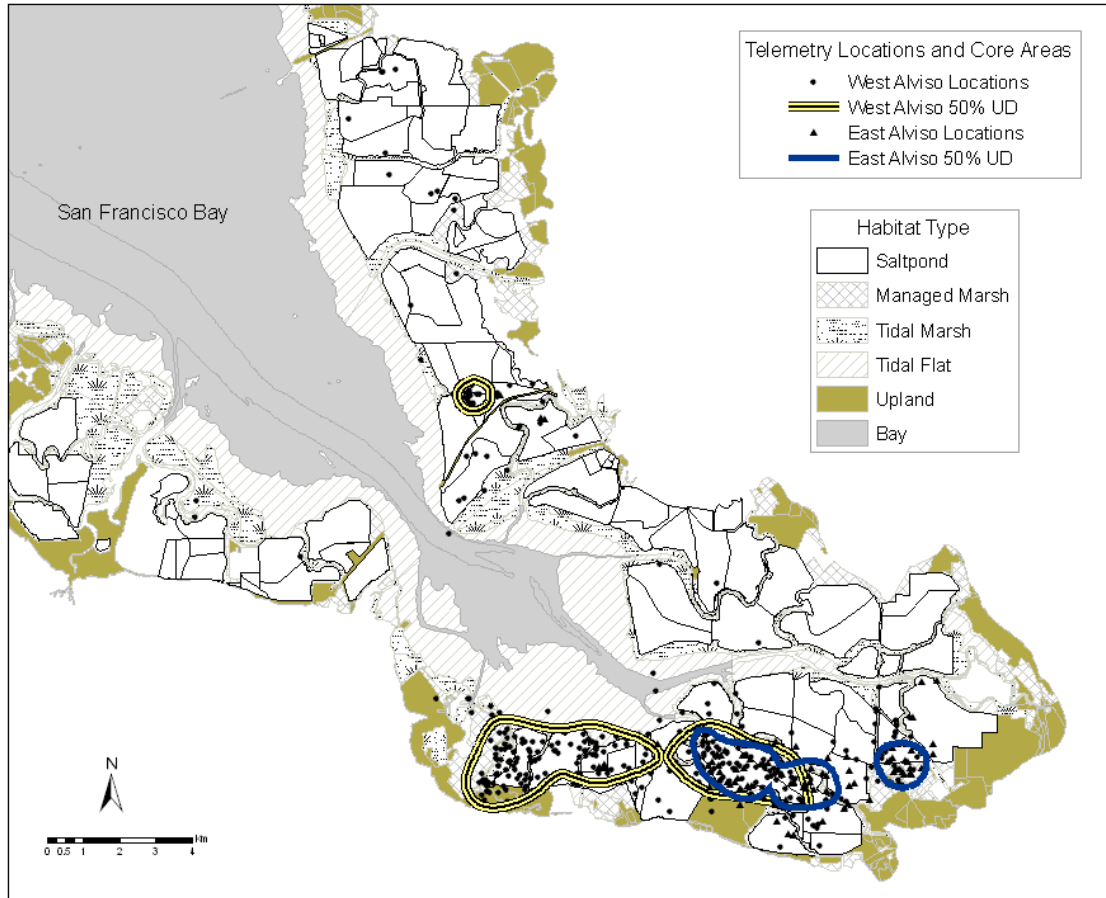 Telemetry Locations and Core Areas
West Alviso Locations
West Alviso 50% UD
East Alviso Locations
East Alviso 50% UD
San Francisco Bay
Habitat Type
Saltpond
Managed Marsh
Tidal Marsh
Tidal Flat
Upland
Bay
N
Km
0 0.5 1 2 3 4